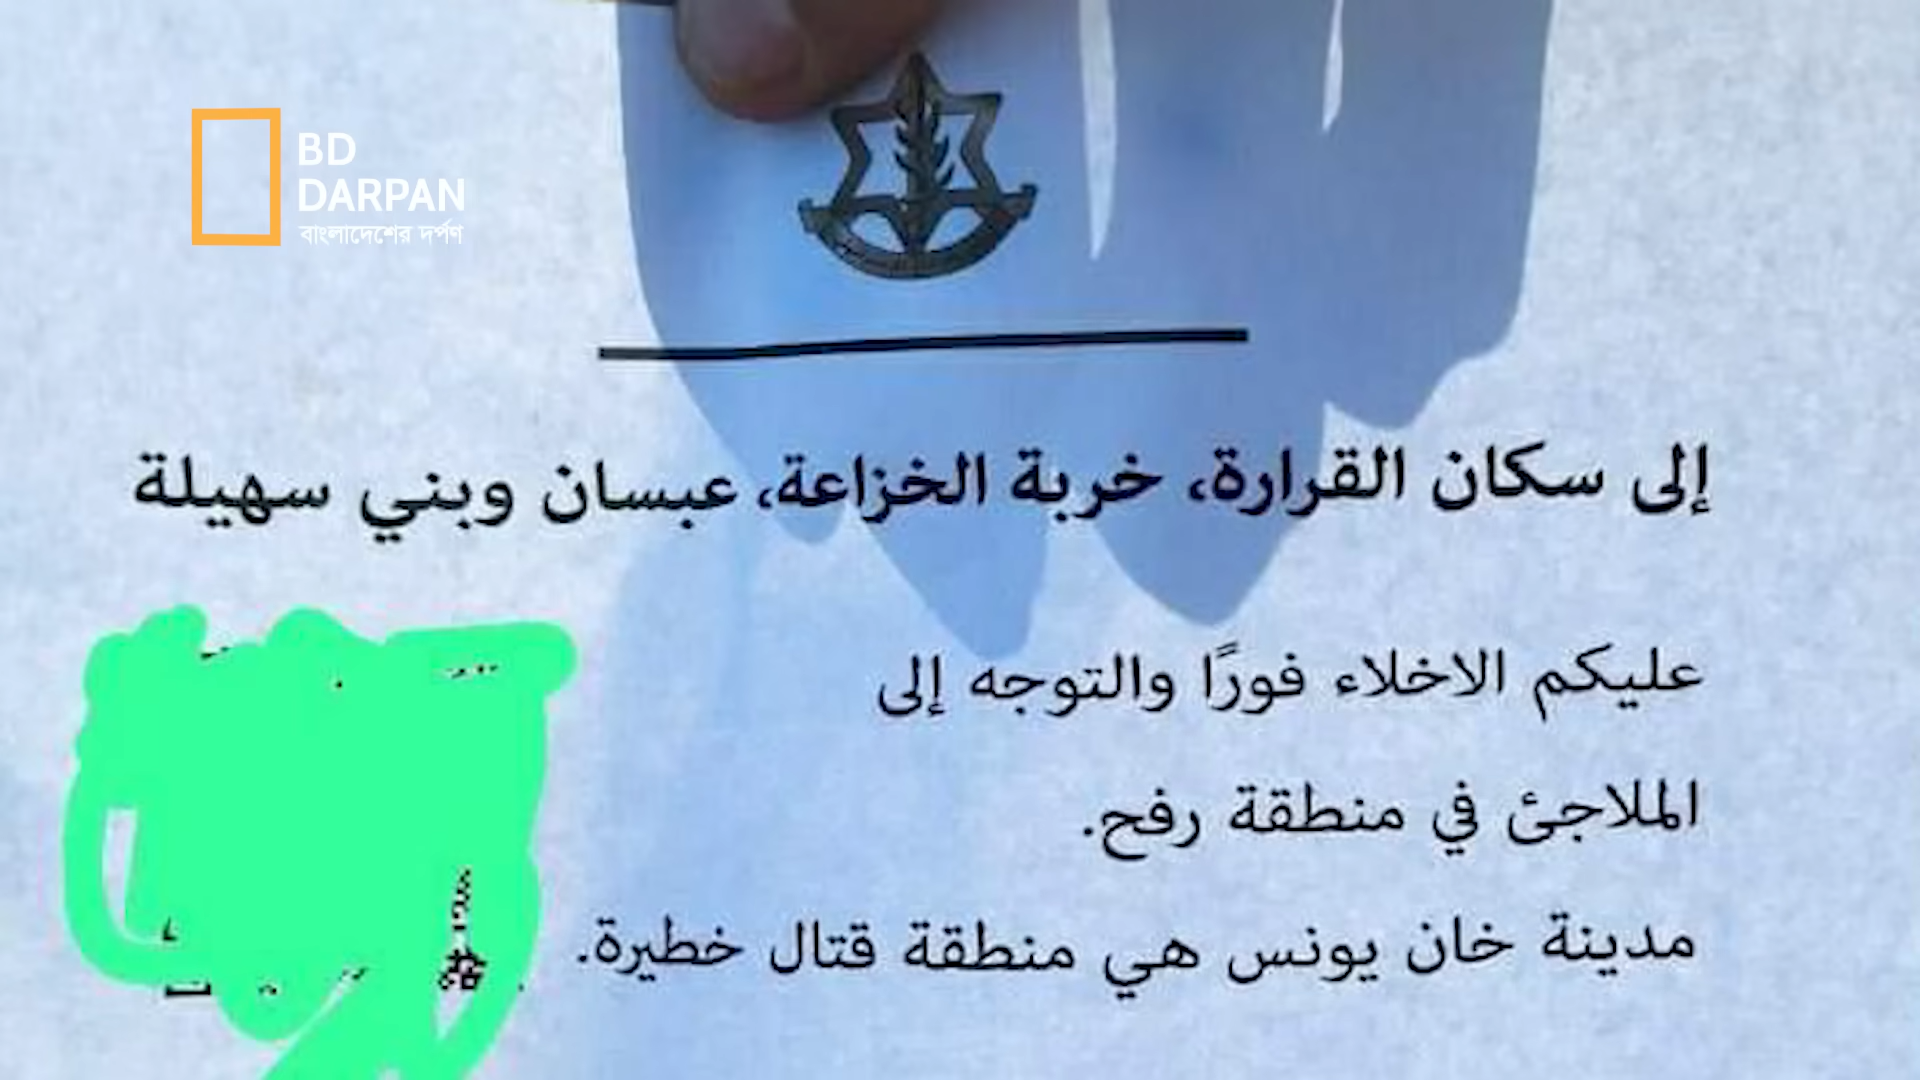 BD
DARPAN
বাংলাদেশের দর্পণ
إلى سكان القرارة، خربة الخزاعة، عبسان وبني سهيلة
عليكم الاخلاء فورًا والتوجه إلى
الملاجئ في منطقة رفح.
مدينة خان يونس هي منطقة قتال خطيرة.